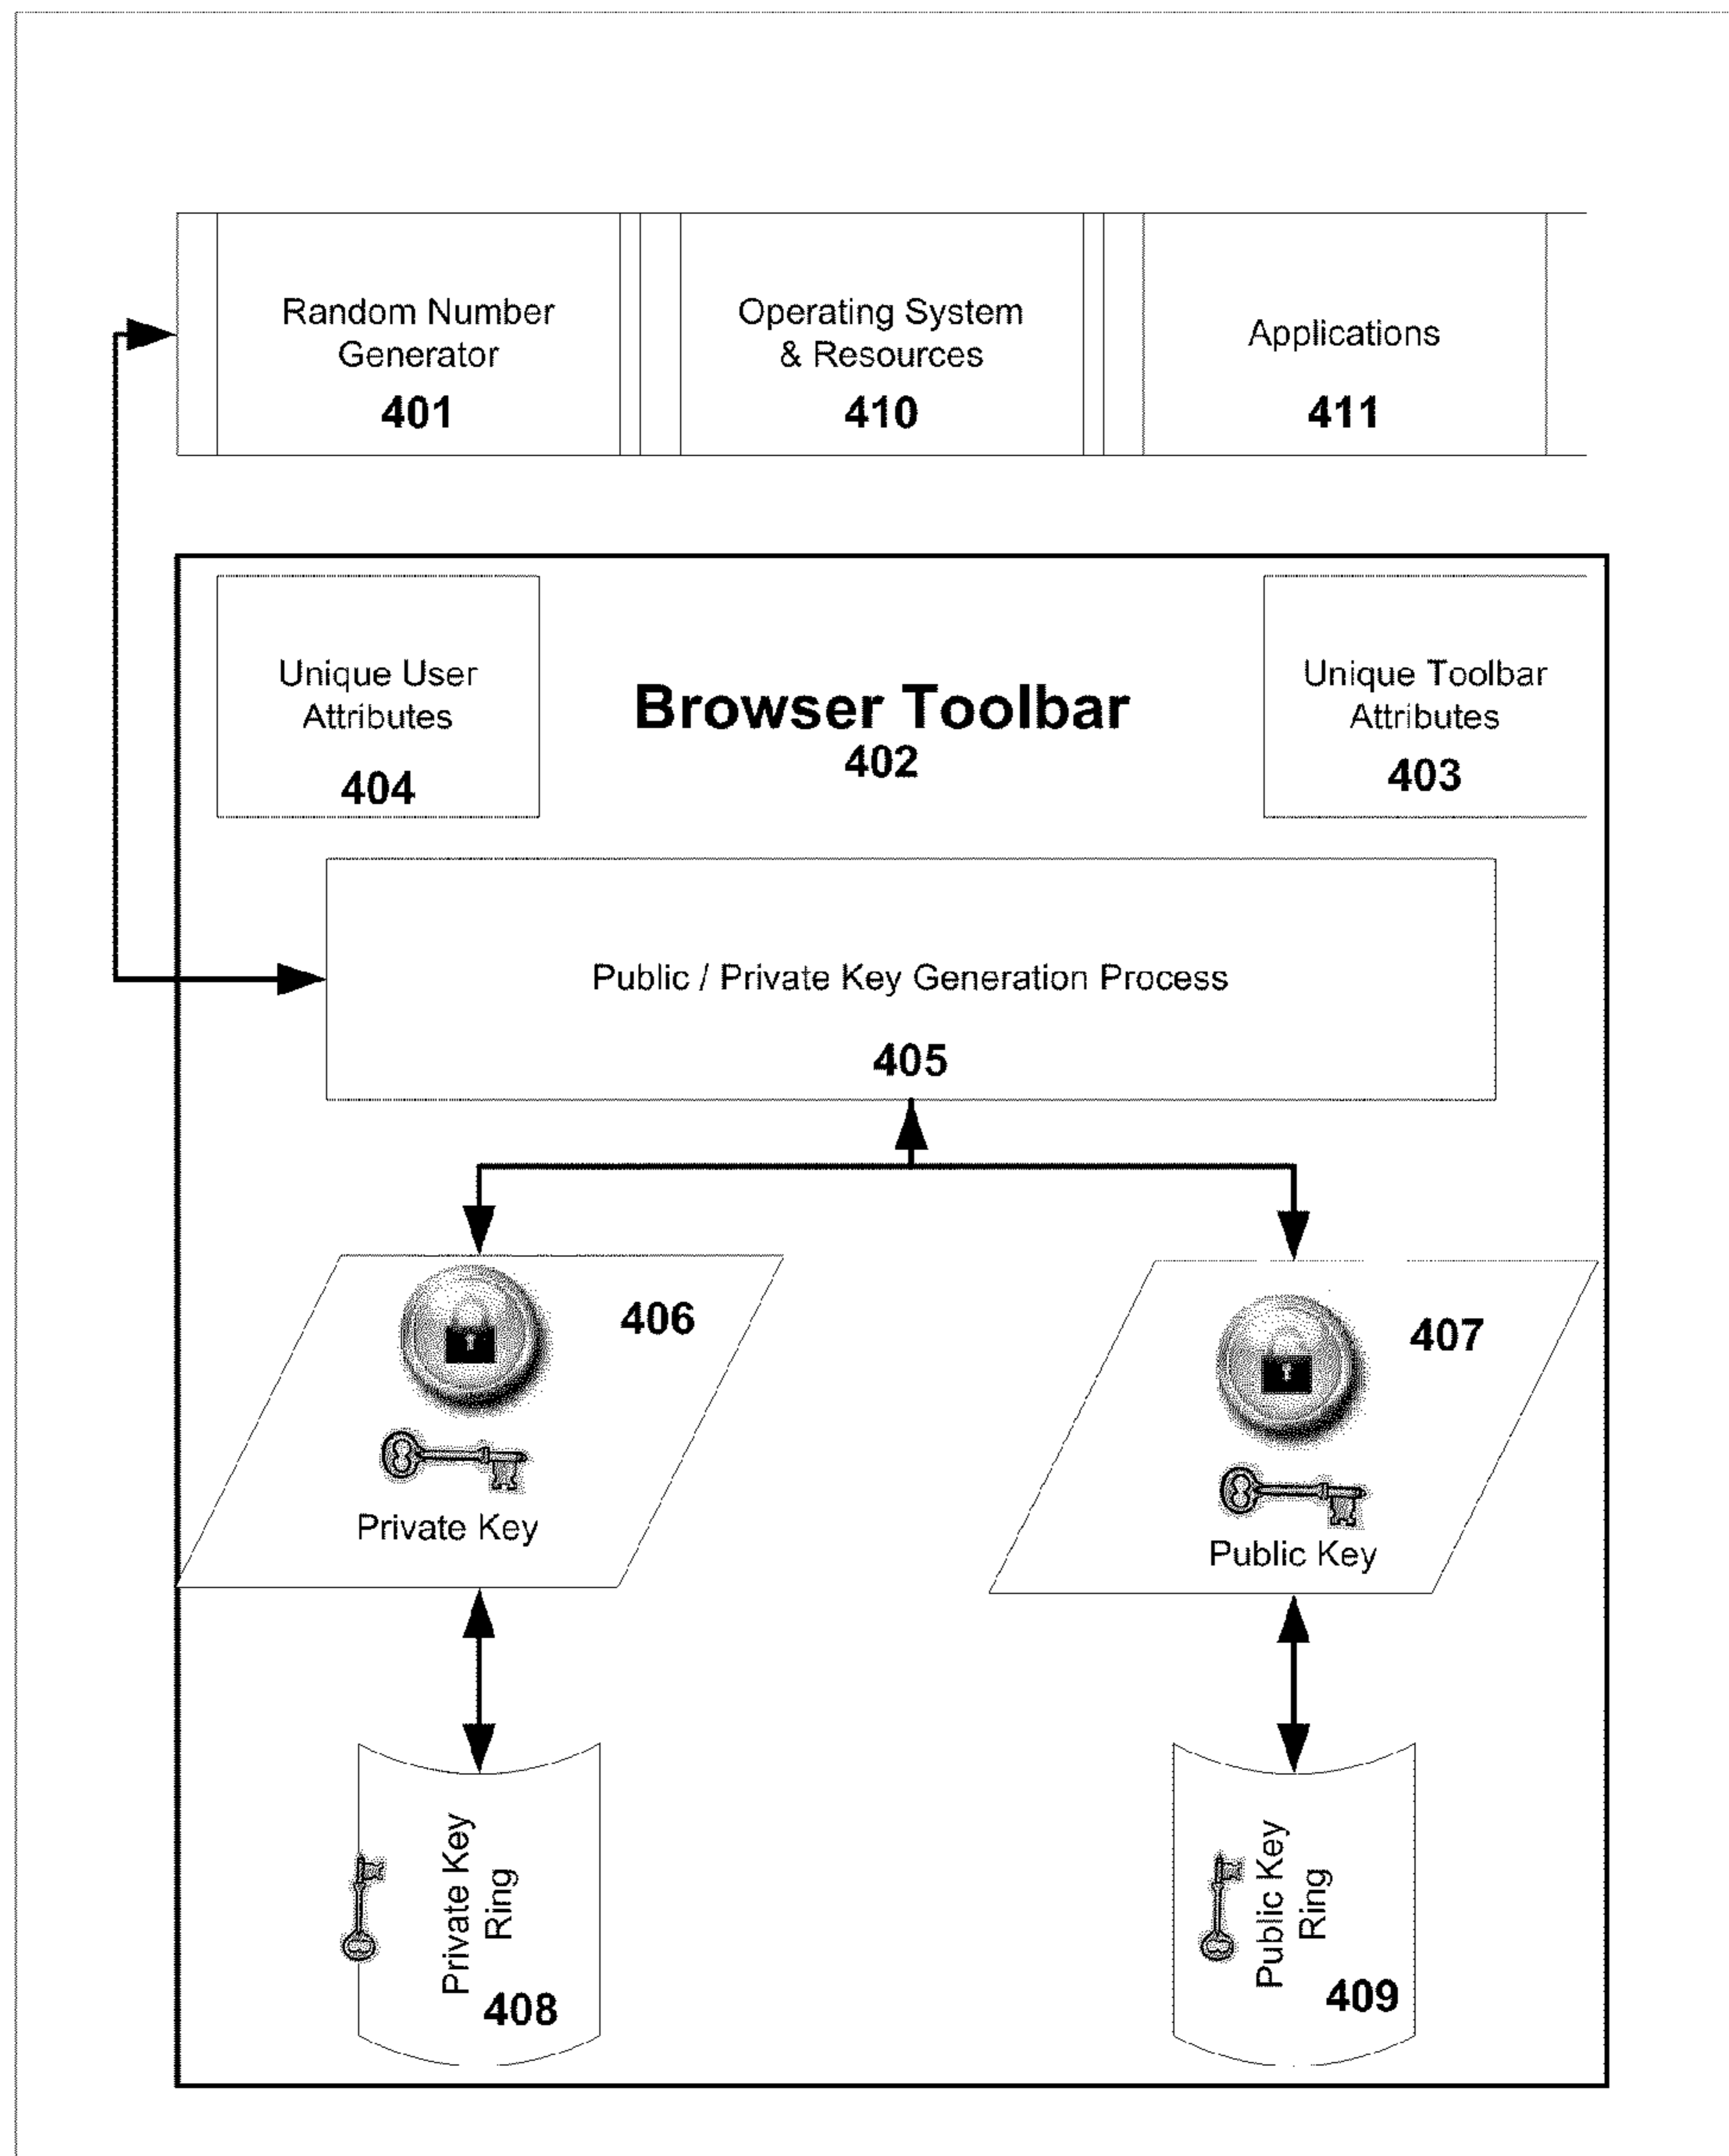 Random Number
Generator
401
Operating System
& Resources
410
Applications
411
Unique User
Attributes
404
Browser Toolbar
402
Unique Toolbar
Attributes
403
Public / Private Key Generation Process
405
406
Private Key
407
Public Key
Private Key
Ring
408
Public Key
Ring
409